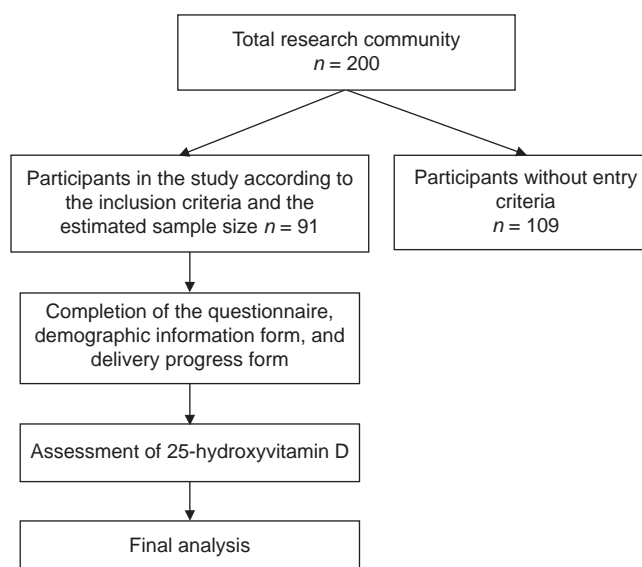 Total research community
n = 200
Participants in the study according to
the inclusion criteria and the
estimated sample size n = 91
Participants without entry
criteria
n = 109
Completion of the questionnaire,
demographic information form, and
delivery progress form
Assessment of 25-hydroxyvitamin D
Final analysis